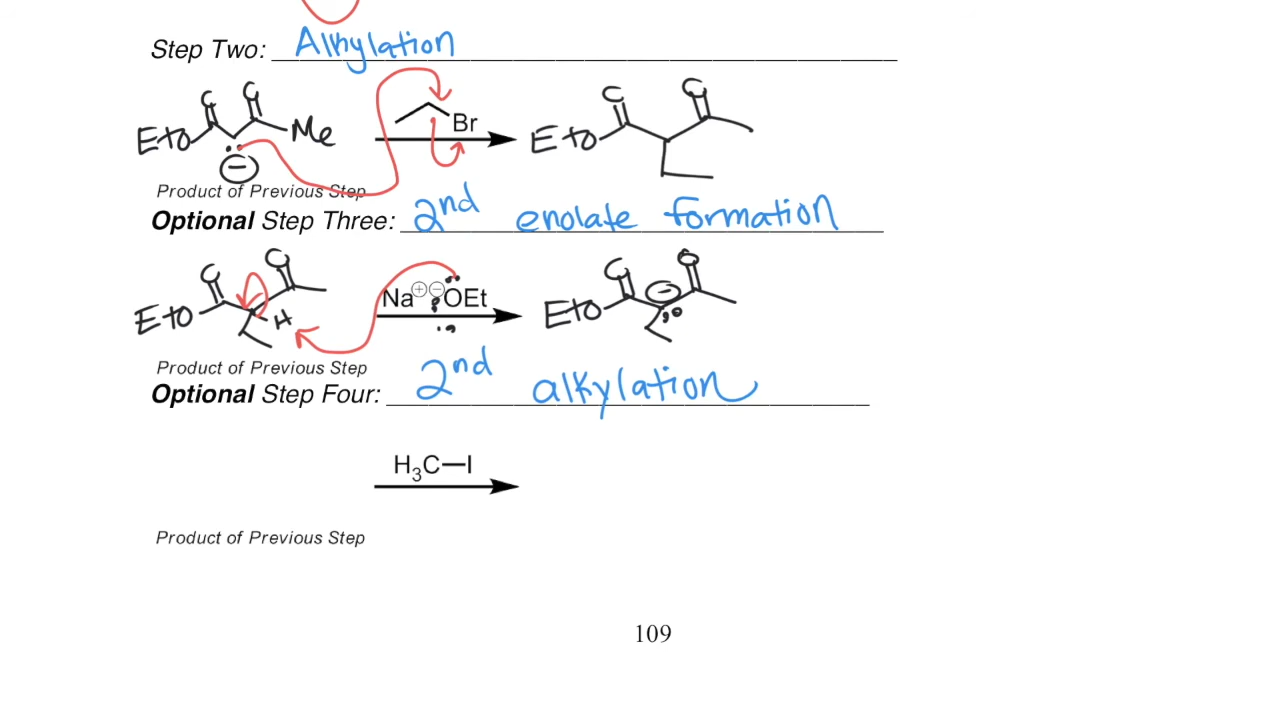 Step Two: Alkylation
EtO Me Br EtO
Product of Previous Step
Optional Step Three: 2nd enolate formation
EtO H Na⊕ ⊖:OEt EtO
Product of Previous Step
Optional Step Four: 2nd alkylation
H3C—I
Product of Previous Step
109